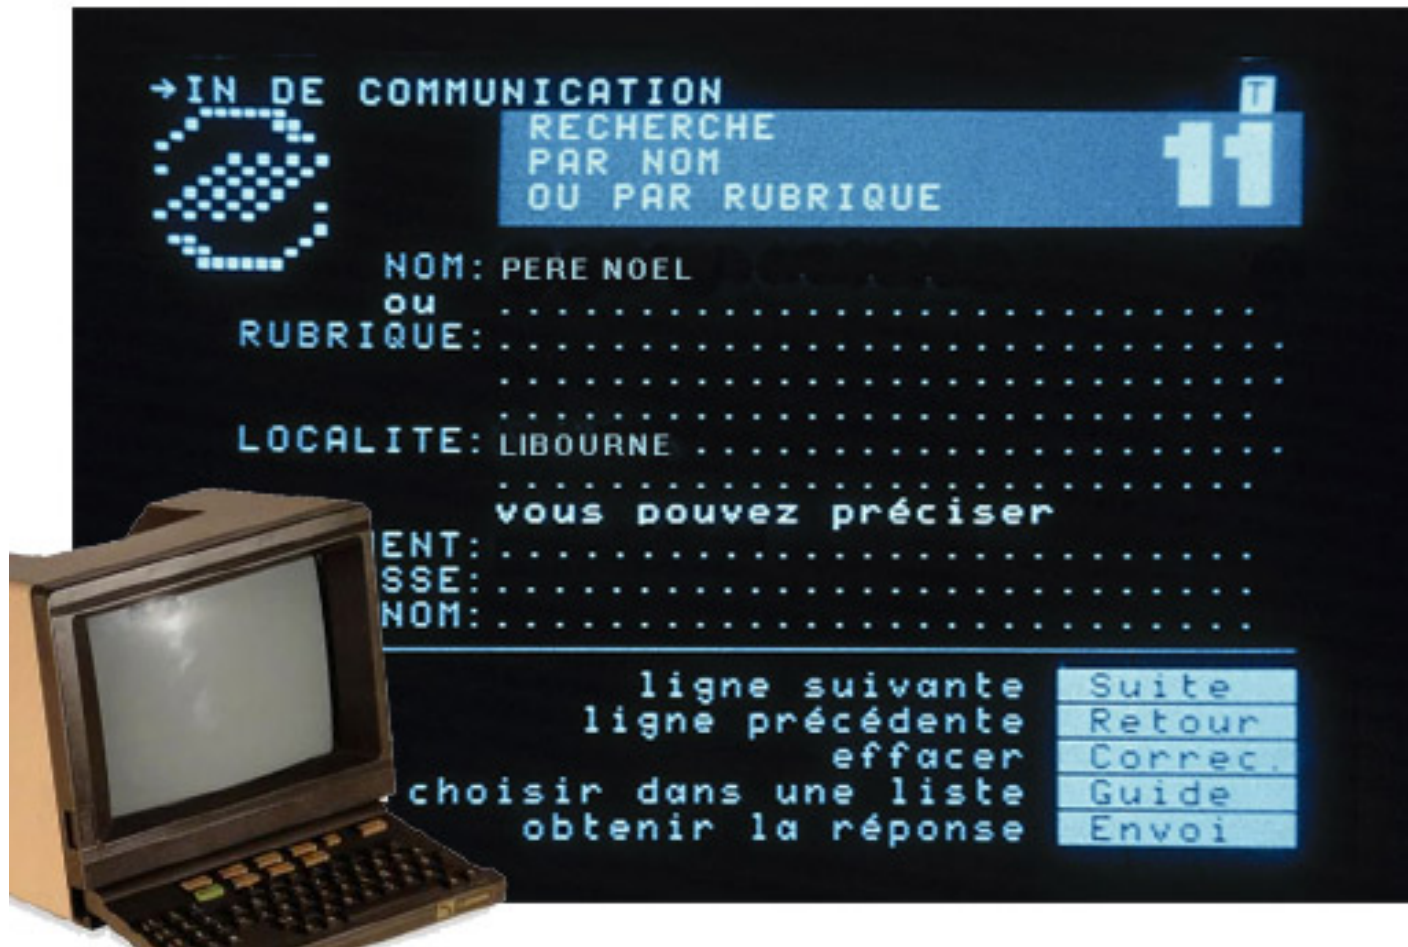 →IN DE COMMUNICATION
T
RECHERCHE
PAR NOM
OU PAR RUBRIQUE
11
NOM: PERE NOEL
ou
RUBRIQUE:
LOCALITE: LIBOURNE
vous pouvez préciser
ENT:
SSE:
NOM:
ligne suivante Suite
ligne précédente Retour
effacer Correc.
choisir dans une liste Guide
obtenir la réponse Envoi